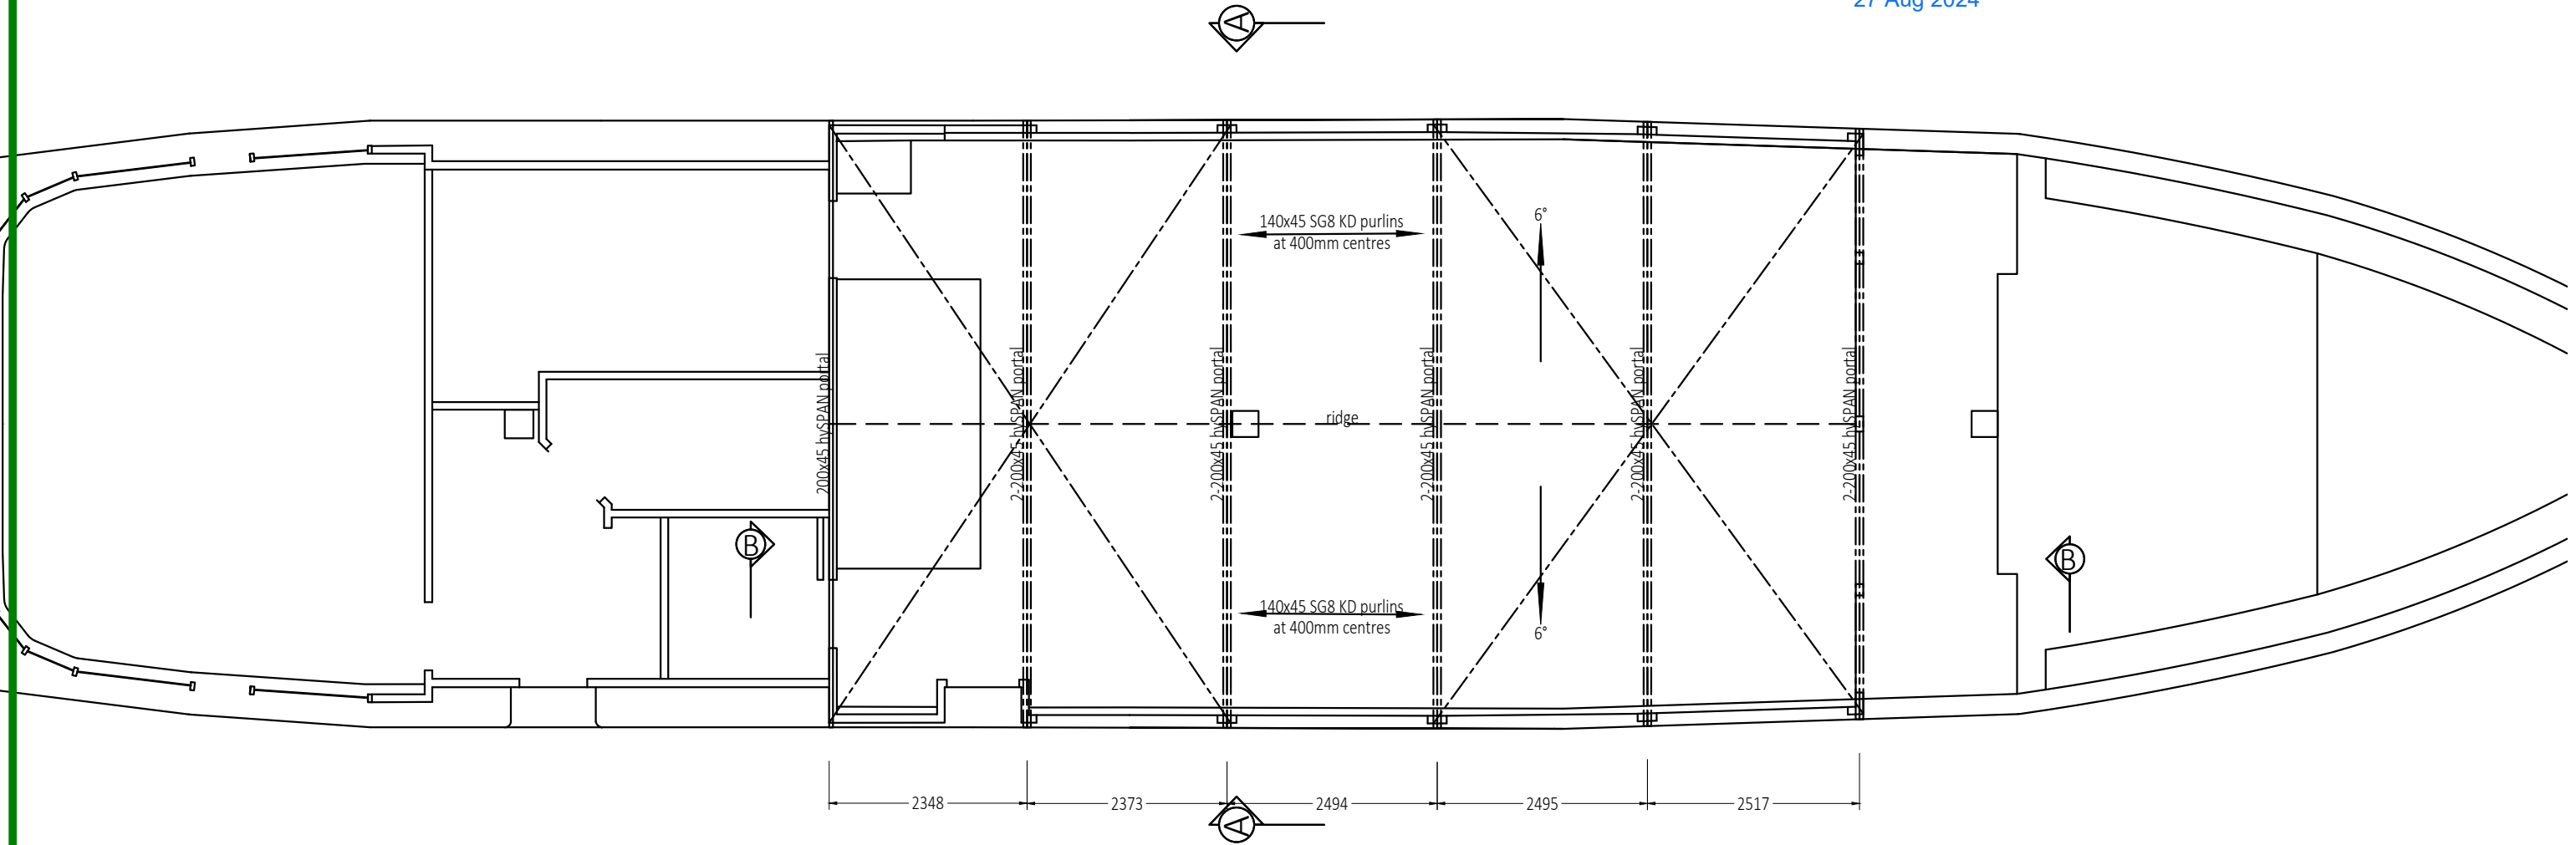 27 Aug 2024
A
140x45 SG8 KD purlins
at 400mm centres
6°
200x45 hySPAN portal
2-200x45 hySPAN portal
2-200x45 hySPAN portal
2-200x45 hySPAN portal
2-200x45 hySPAN portal
2-200x45 hySPAN portal
ridge
B
B
140x45 SG8 KD purlins
at 400mm centres
6°
2348
2373
2494
2495
2517
A